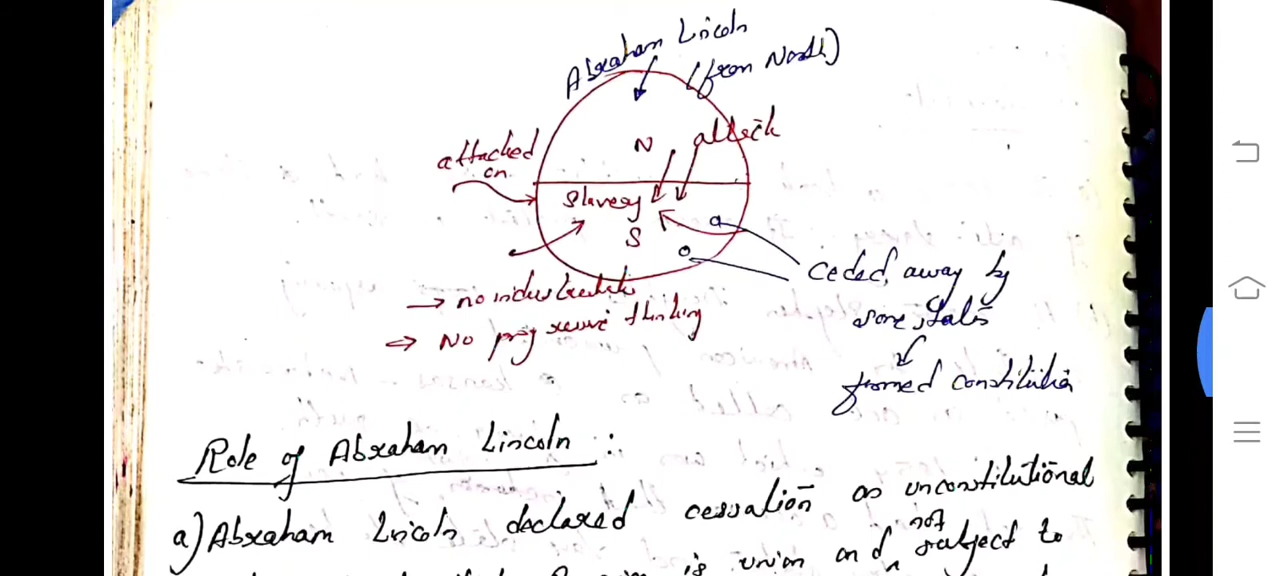 Abraham Lincoln
(from North)
N
attack
attacked
on
Slavery
S
ceded away by
some states
formed constitution
→ no
⇒ No progressive thinking
Role of Abraham Lincoln :
a) Abraham Lincoln declared cessation as unconstitutional
is union and not subject to